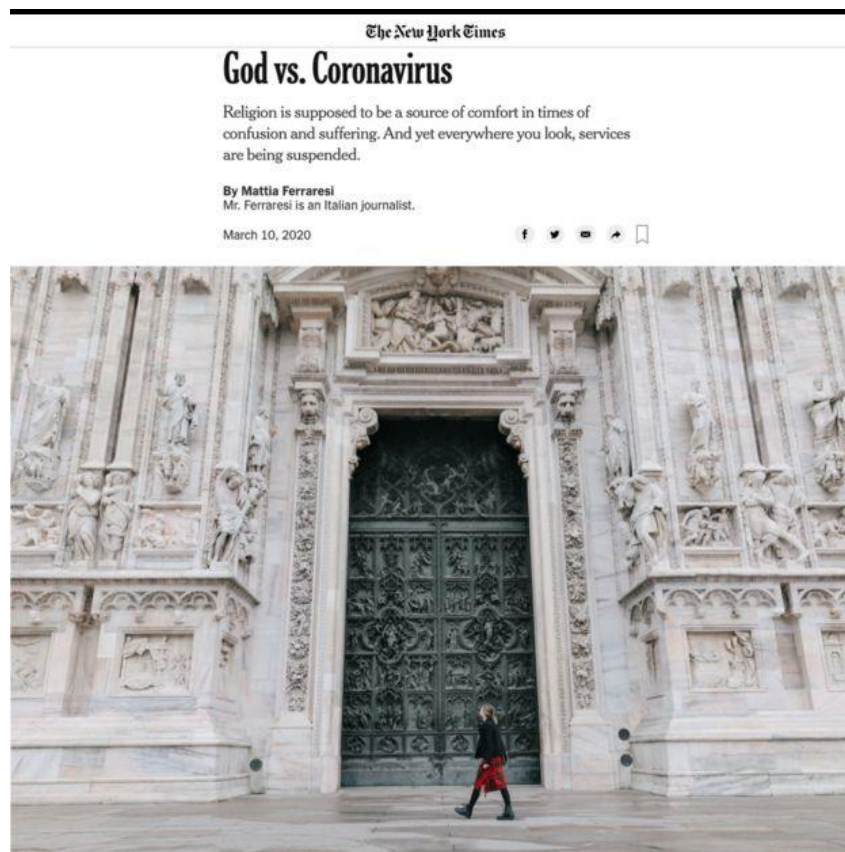 The New York Times
God vs. Coronavirus
Religion is supposed to be a source of comfort in times of
confusion and suffering. And yet everywhere you look, services
are being suspended.
By Mattia Ferraresi
Mr. Ferraresi is an Italian journalist.
March 10, 2020